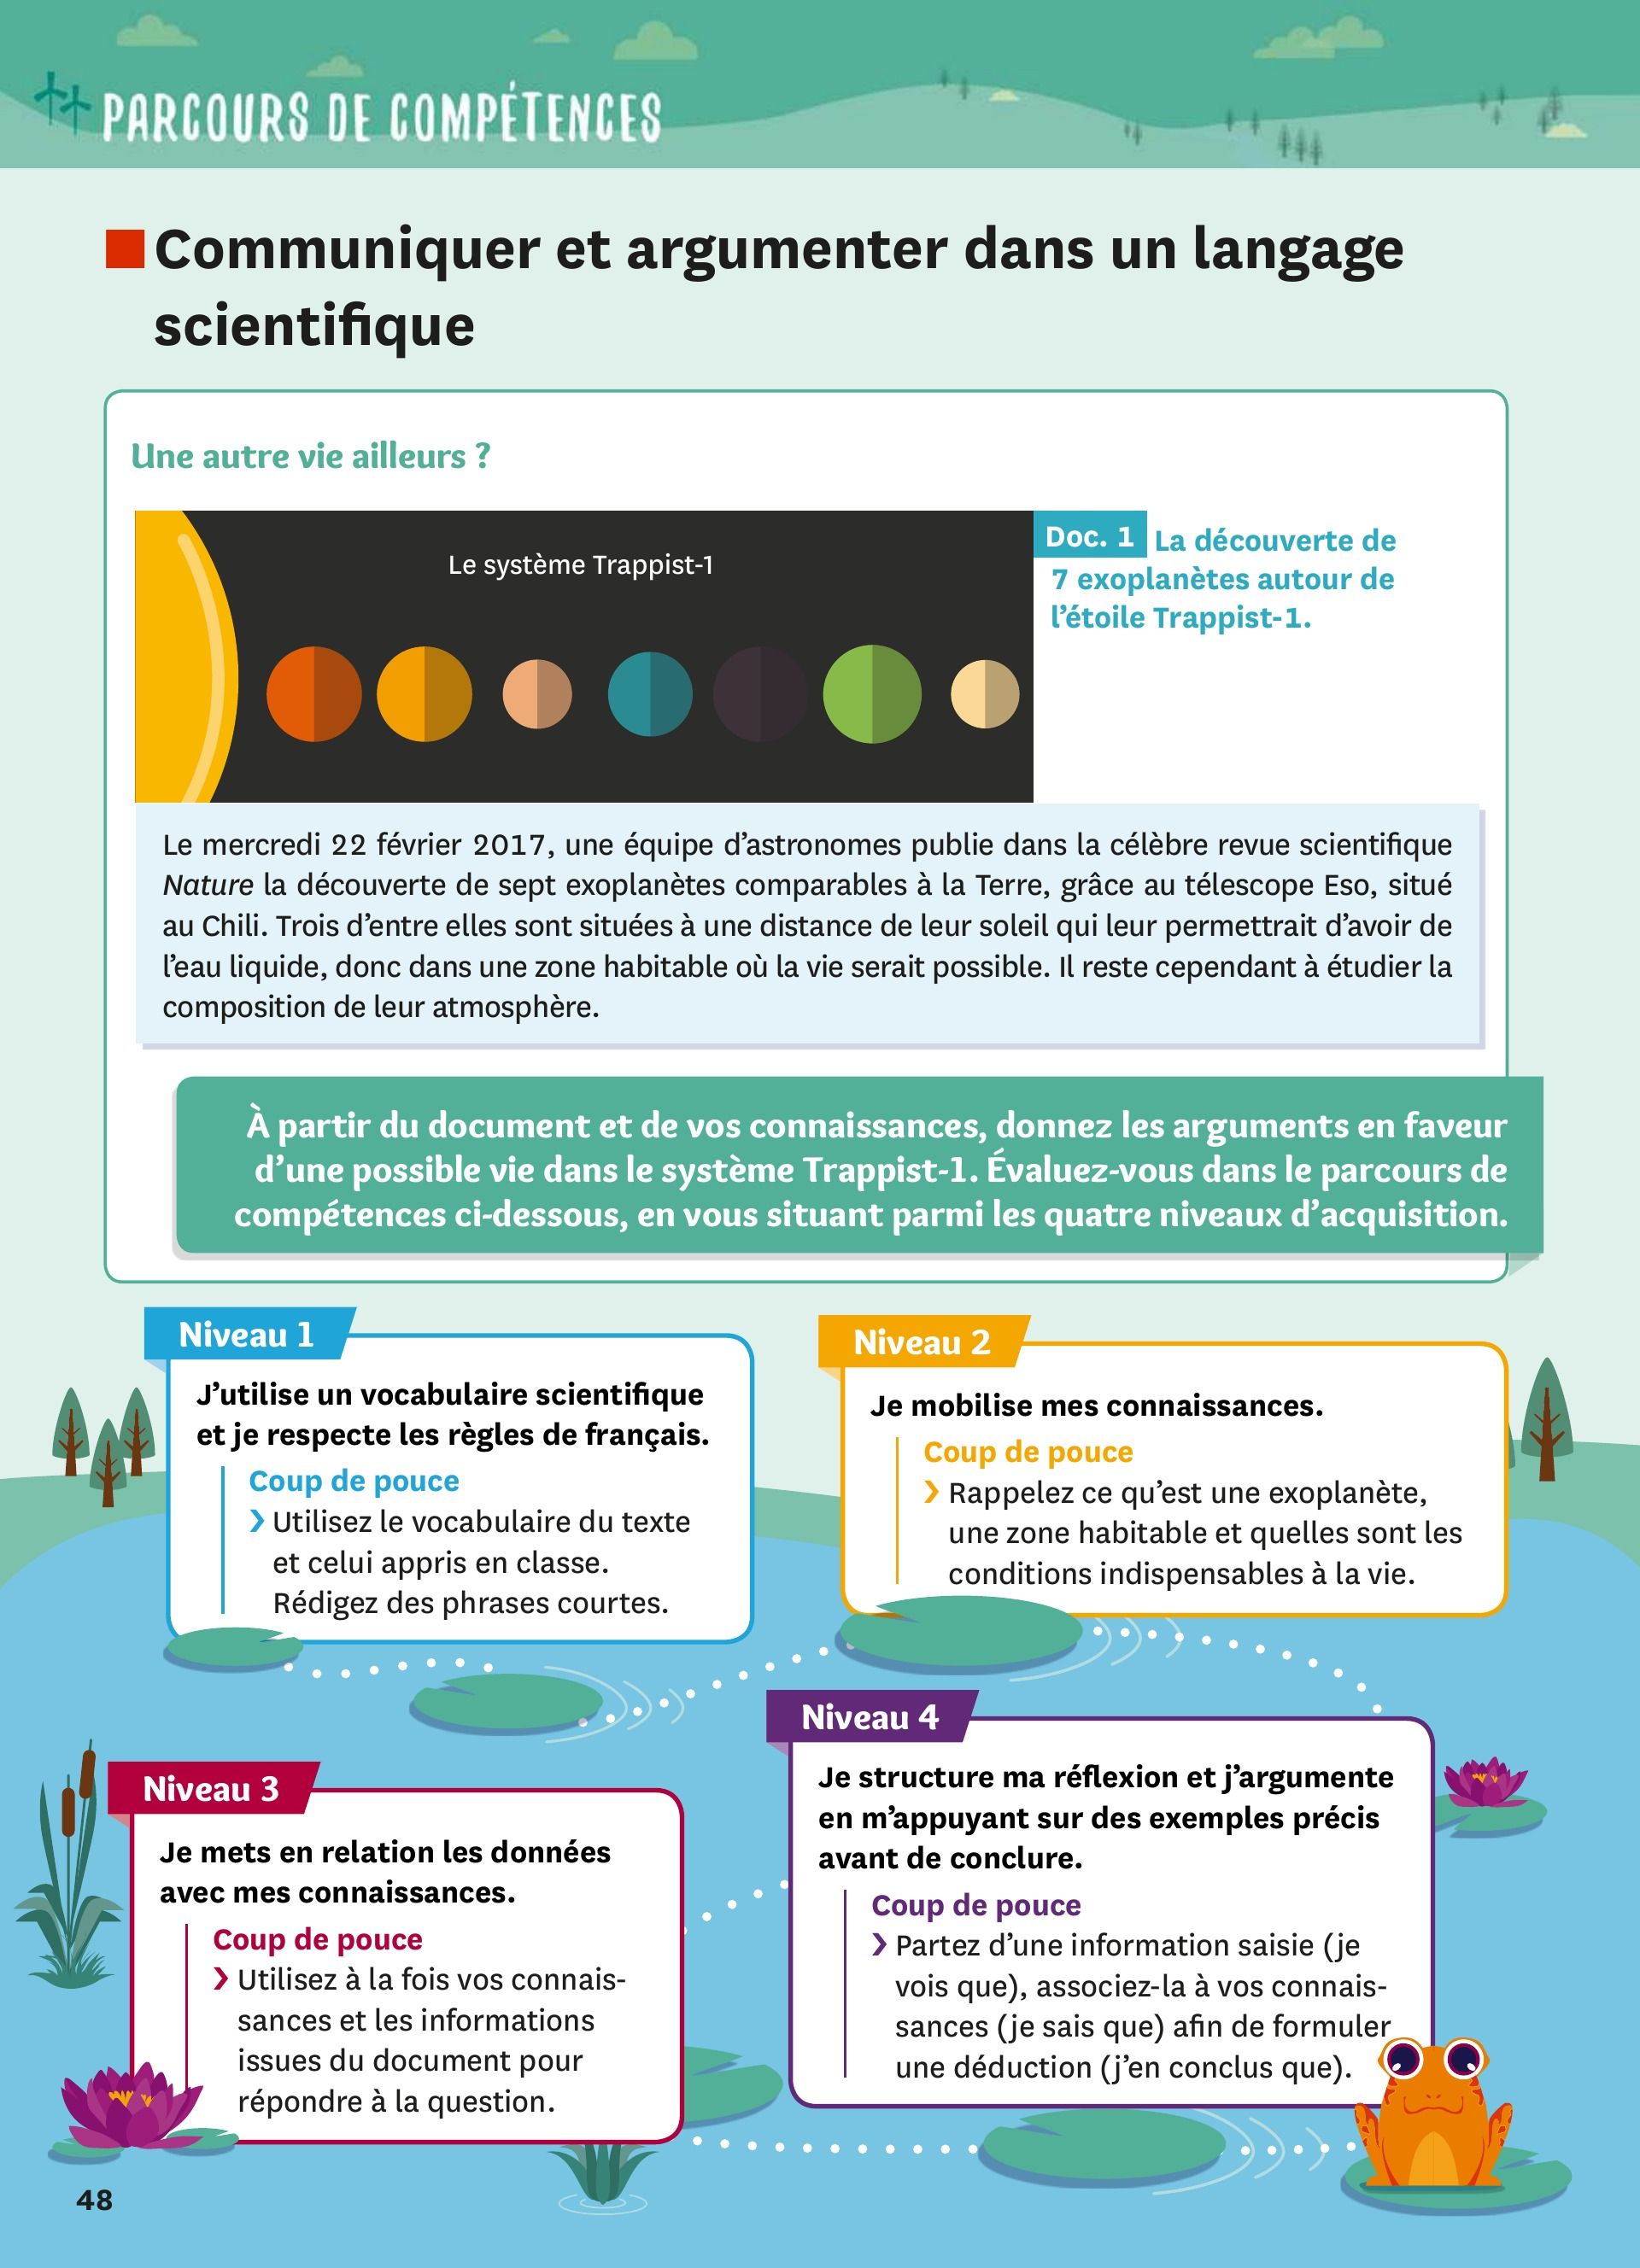 PARCOURS DE COMPÉTENCES
Communiquer et argumenter dans un langage
scientifique
Une autre vie ailleurs ?
Le système Trappist-1
Doc. 1 La découverte de
7 exoplanètes autour de
l’étoile Trappist-1.
Le mercredi 22 février 2017, une équipe d’astronomes publie dans la célèbre revue scientifique
Nature la découverte de sept exoplanètes comparables à la Terre, grâce au télescope Eso, situé
au Chili. Trois d’entre elles sont situées à une distance de leur soleil qui leur permettrait d’avoir de
l’eau liquide, donc dans une zone habitable où la vie serait possible. Il reste cependant à étudier la
composition de leur atmosphère.
À partir du document et de vos connaissances, donnez les arguments en faveur
d’une possible vie dans le système Trappist-1. Évaluez-vous dans le parcours de
compétences ci-dessous, en vous situant parmi les quatre niveaux d’acquisition.
Niveau 1
J’utilise un vocabulaire scientifique
et je respecte les règles de français.
Coup de pouce
› Utilisez le vocabulaire du texte
et celui appris en classe.
Rédigez des phrases courtes.
Niveau 2
Je mobilise mes connaissances.
Coup de pouce
› Rappelez ce qu’est une exoplanète,
une zone habitable et quelles sont les
conditions indispensables à la vie.
Niveau 3
Je mets en relation les données
avec mes connaissances.
Coup de pouce
› Utilisez à la fois vos connais-
sances et les informations
issues du document pour
répondre à la question.
Niveau 4
Je structure ma réflexion et j’argumente
en m’appuyant sur des exemples précis
avant de conclure.
Coup de pouce
› Partez d’une information saisie (je
vois que), associez-la à vos connais-
sances (je sais que) afin de formuler
une déduction (j’en conclus que).
48